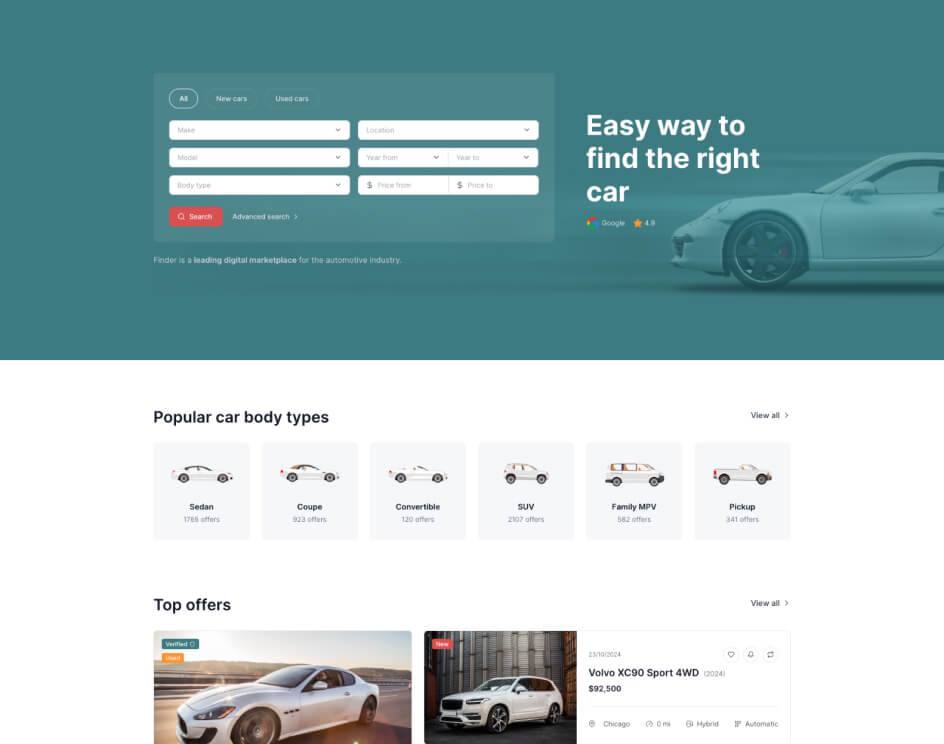 All New cars Used cars
Make
Location
Model
Year from
Year to
Body type
$ Price from
$ Price to
Search Advanced search
Easy way to
find the right
car
Google 4.9
Finder is a leading digital marketplace for the automotive industry.
Popular car body types
View all
Sedan
1765 offers
Coupe
923 offers
Convertible
120 offers
SUV
2107 offers
Family MPV
582 offers
Pickup
341 offers
Top offers
View all
Verified
Used
New
23/10/2024
Volvo XC90 Sport 4WD (2024)
$92,500
Chicago 0 mi Hybrid Automatic